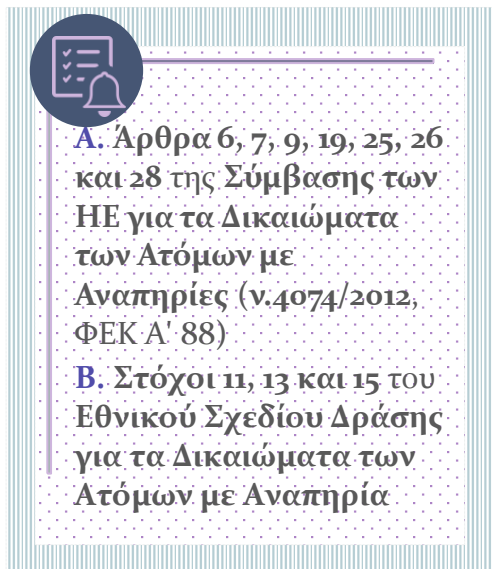 Α. Άρθρα 6, 7, 9, 19, 25, 26
και 28 της Σύμβασης των
ΗΕ για τα Δικαιώματα
των Ατόμων με
Αναπηρίες (ν.4074/2012,
ΦΕΚ Α' 88)
Β. Στόχοι 11, 13 και 15 του
Εθνικού Σχεδίου Δράσης
για τα Δικαιώματα των
Ατόμων με Αναπηρία